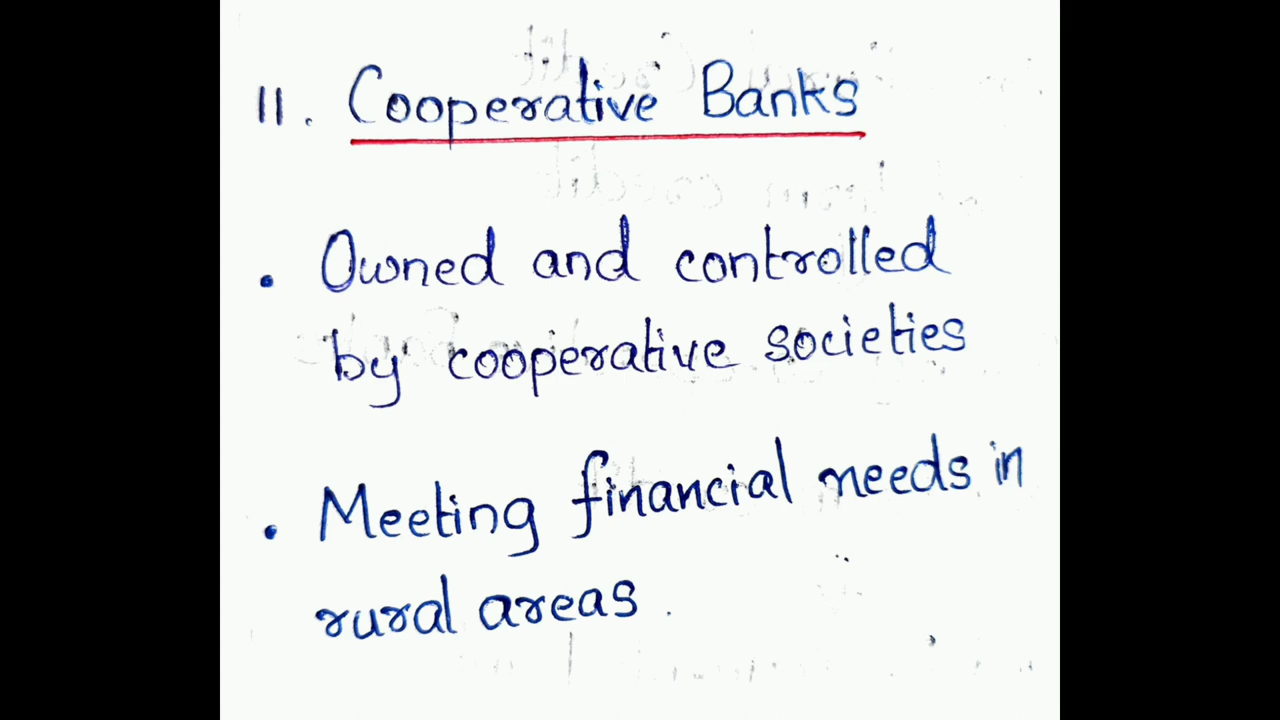 11. Cooperative Banks
. Owned and controlled
by cooperative societies
. Meeting financial needs in
rural areas.